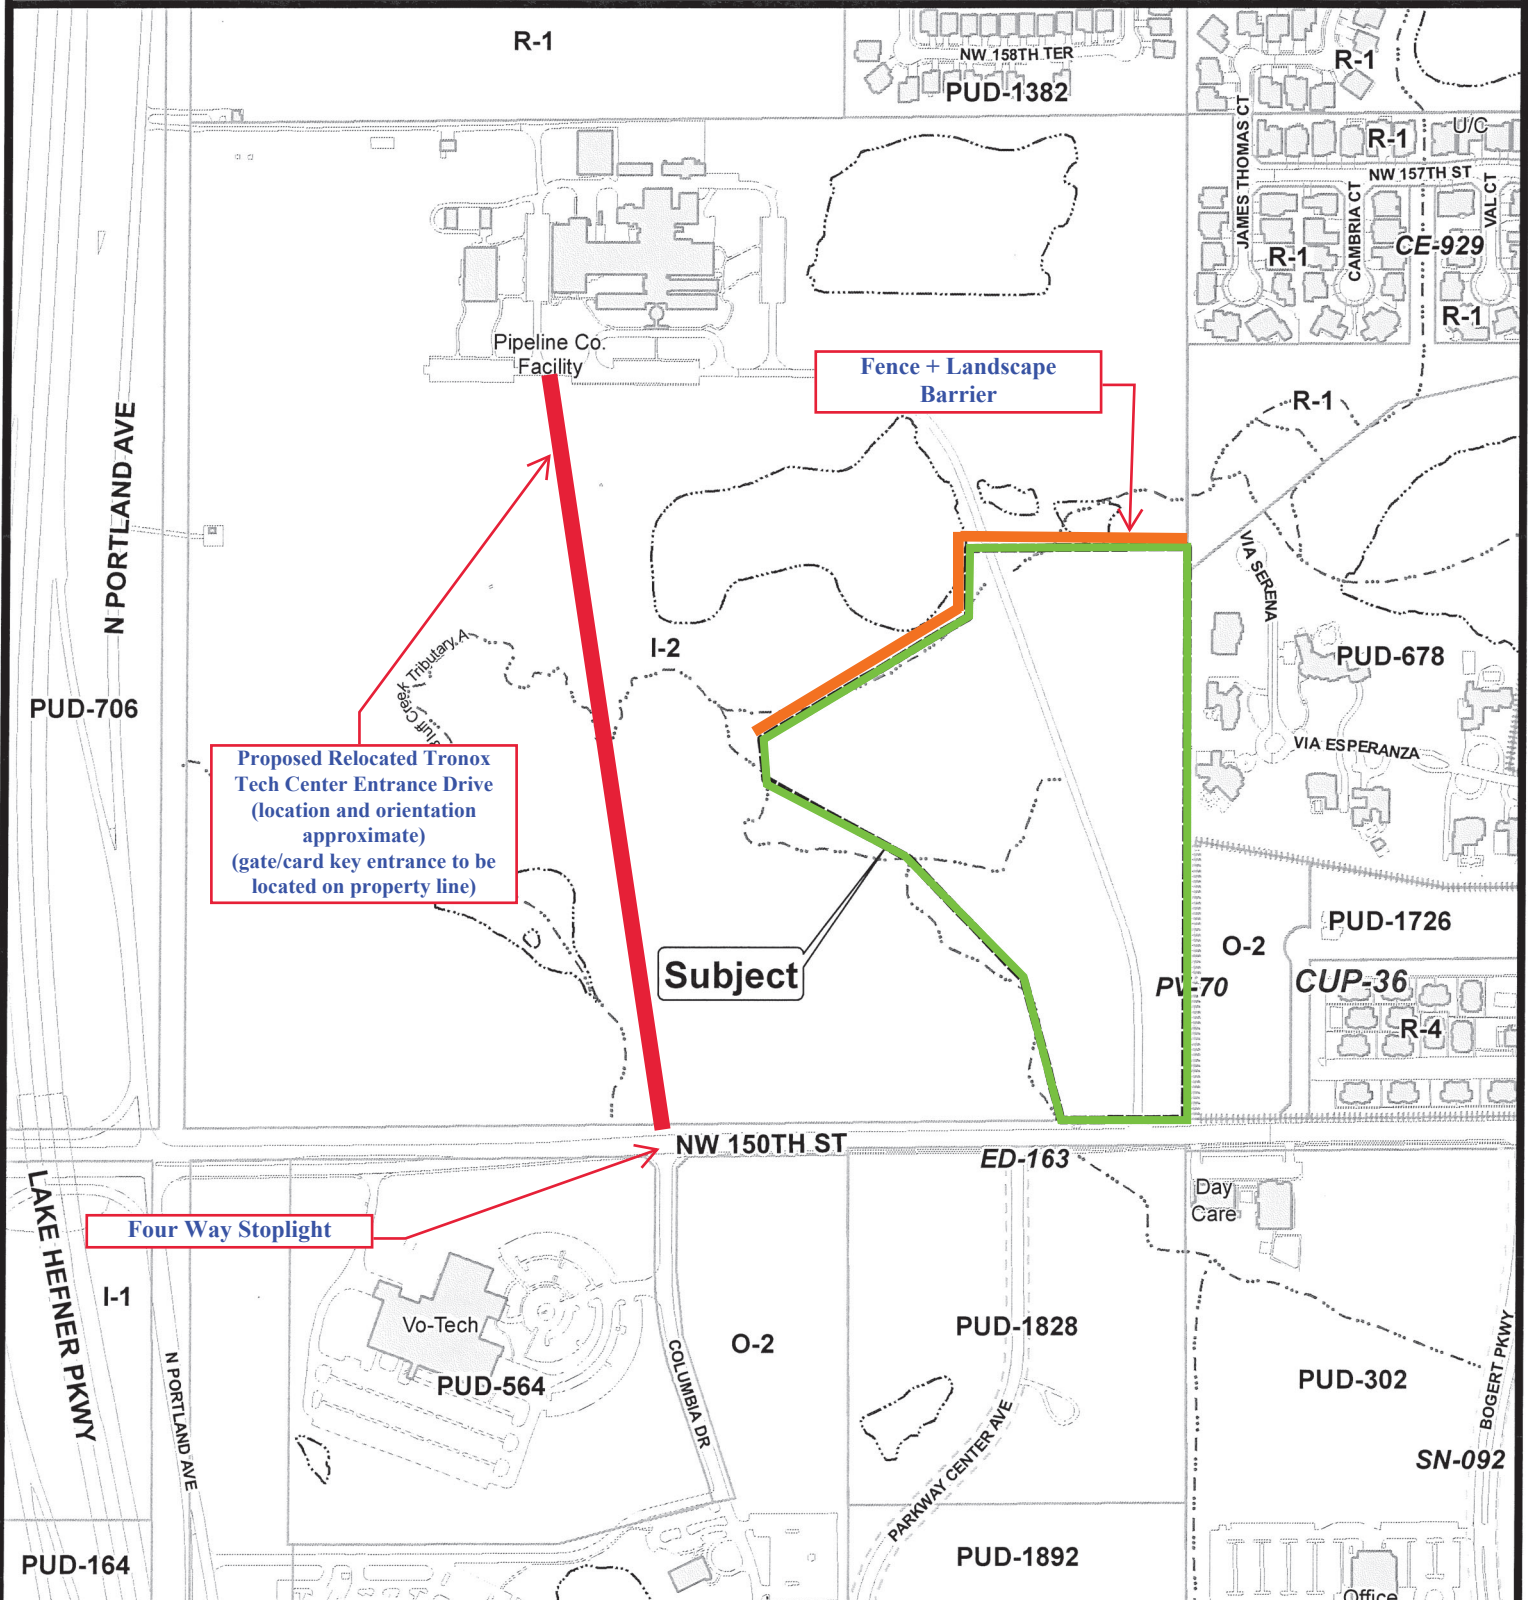 R-1
NW 158TH TER
PUD-1382
R-1
U/C
R-1
NW 157TH ST
JAMES THOMAS CT
CAMBRIA CT
VAL CT
CE-929
R-1
R-1
Pipeline Co.
Facility
Fence + Landscape
Barrier
R-1
N PORTLAND AVE
VIA SERENA
I-2
Bluff Creek Tributary A
PUD-678
PUD-706
VIA ESPERANZA
Proposed Relocated Tronox
Tech Center Entrance Drive
(location and orientation
approximate)
(gate/card key entrance to be
located on property line)
PUD-1726
O-2
Subject
PV-70
CUP-36
R-4
NW 150TH ST
ED-163
Day
Care
LAKE HEFNER PKWY
Four Way Stoplight
I-1
Vo-Tech
PUD-564
N PORTLAND AVE
COLUMBIA DR
O-2
PUD-1828
PARKWAY CENTER AVE
PUD-302
BOGERT PKWY
SN-092
PUD-164
PUD-1892
Office